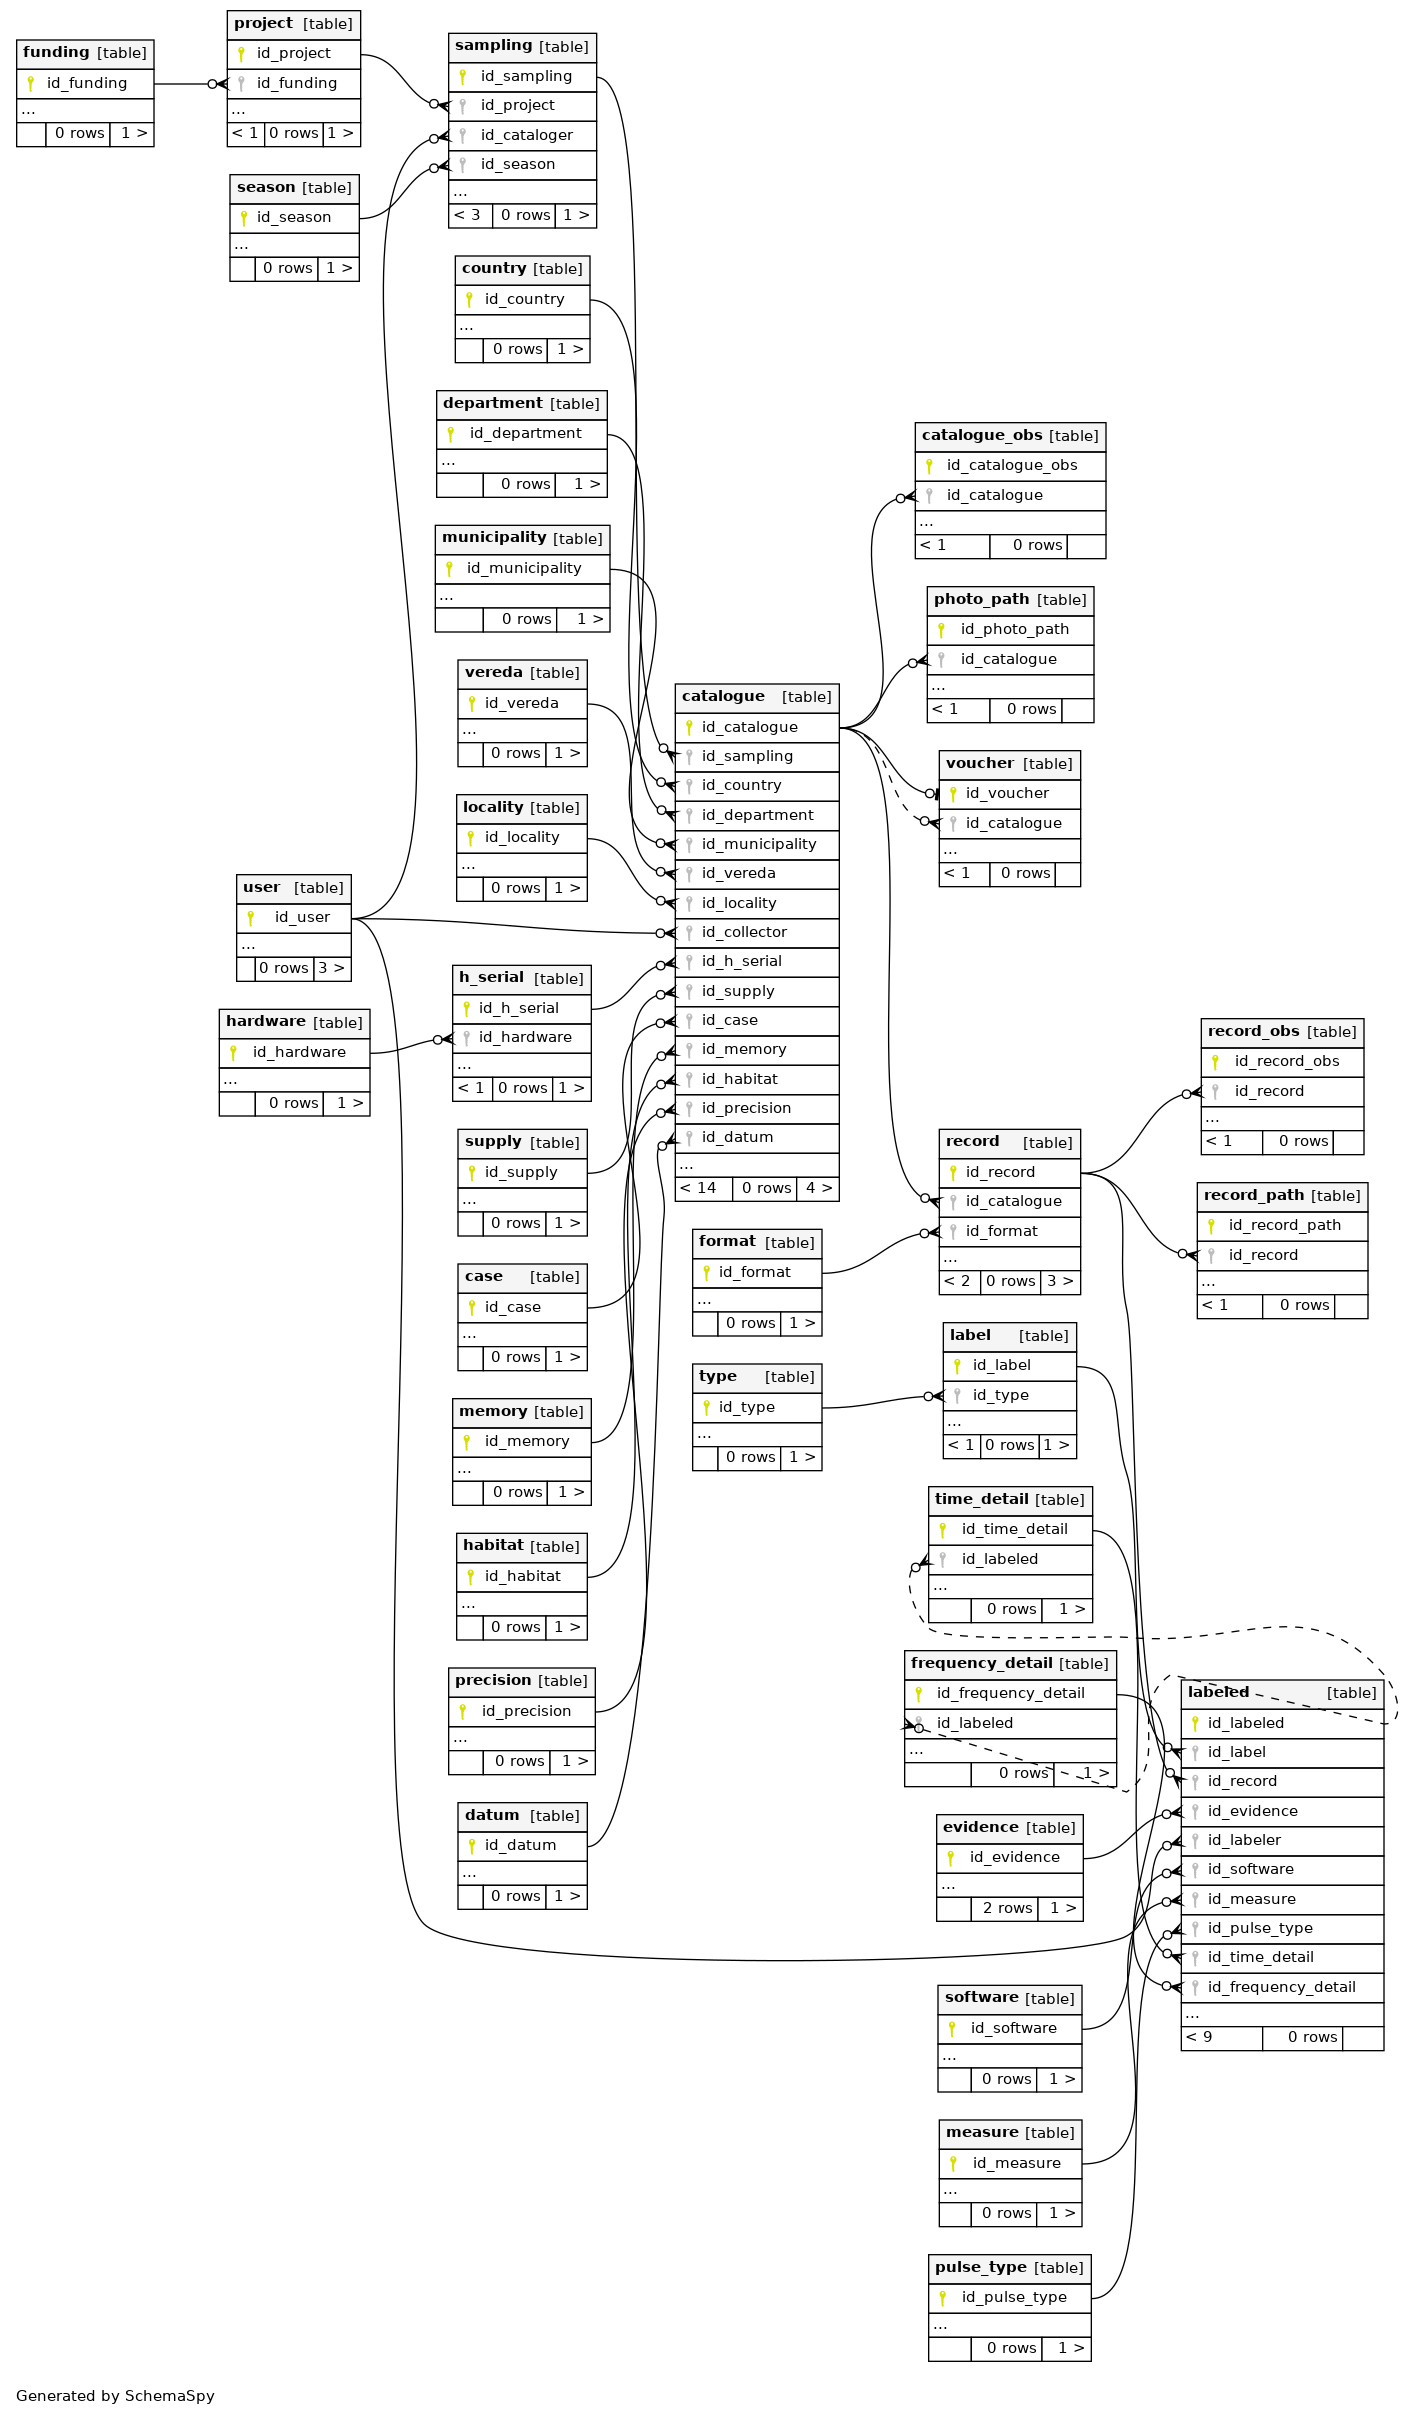 funding [table]
id_funding
...
0 rows 1 >
project [table]
id_project
id_funding
...
< 1 0 rows 1 >
season [table]
id_season
...
0 rows 1 >
sampling [table]
id_sampling
id_project
id_cataloger
id_season
...
< 3 0 rows 1 >
country [table]
id_country
...
0 rows 1 >
department [table]
id_department
...
0 rows 1 >
municipality [table]
id_municipality
...
0 rows 1 >
vereda [table]
id_vereda
...
0 rows 1 >
locality [table]
id_locality
...
0 rows 1 >
user [table]
id_user
...
0 rows 3 >
hardware [table]
id_hardware
...
0 rows 1 >
h_serial [table]
id_h_serial
id_hardware
...
< 1 0 rows 1 >
supply [table]
id_supply
...
0 rows 1 >
case [table]
id_case
...
0 rows 1 >
memory [table]
id_memory
...
0 rows 1 >
habitat [table]
id_habitat
...
0 rows 1 >
precision [table]
id_precision
...
0 rows 1 >
datum [table]
id_datum
...
0 rows 1 >
catalogue [table]
id_catalogue
id_sampling
id_country
id_department
id_municipality
id_vereda
id_locality
id_collector
id_h_serial
id_supply
id_case
id_memory
id_habitat
id_precision
id_datum
...
< 14 0 rows 4 >
format [table]
id_format
...
0 rows 1 >
type [table]
id_type
...
0 rows 1 >
catalogue_obs [table]
id_catalogue_obs
id_catalogue
...
< 1 0 rows
photo_path [table]
id_photo_path
id_catalogue
...
< 1 0 rows
voucher [table]
id_voucher
id_catalogue
...
< 1 0 rows
record [table]
id_record
id_catalogue
id_format
...
< 2 0 rows 3 >
label [table]
id_label
id_type
...
< 1 0 rows 1 >
time_detail [table]
id_time_detail
id_labeled
...
0 rows 1 >
frequency_detail [table]
id_frequency_detail
id_labeled
...
0 rows 1 >
evidence [table]
id_evidence
...
2 rows 1 >
software [table]
id_software
...
0 rows 1 >
measure [table]
id_measure
...
0 rows 1 >
pulse_type [table]
id_pulse_type
...
0 rows 1 >
record_obs [table]
id_record_obs
id_record
...
< 1 0 rows
record_path [table]
id_record_path
id_record
...
< 1 0 rows
labeled [table]
id_labeled
id_label
id_record
id_evidence
id_labeler
id_software
id_measure
id_pulse_type
id_time_detail
id_frequency_detail
...
< 9 0 rows
Generated by SchemaSpy